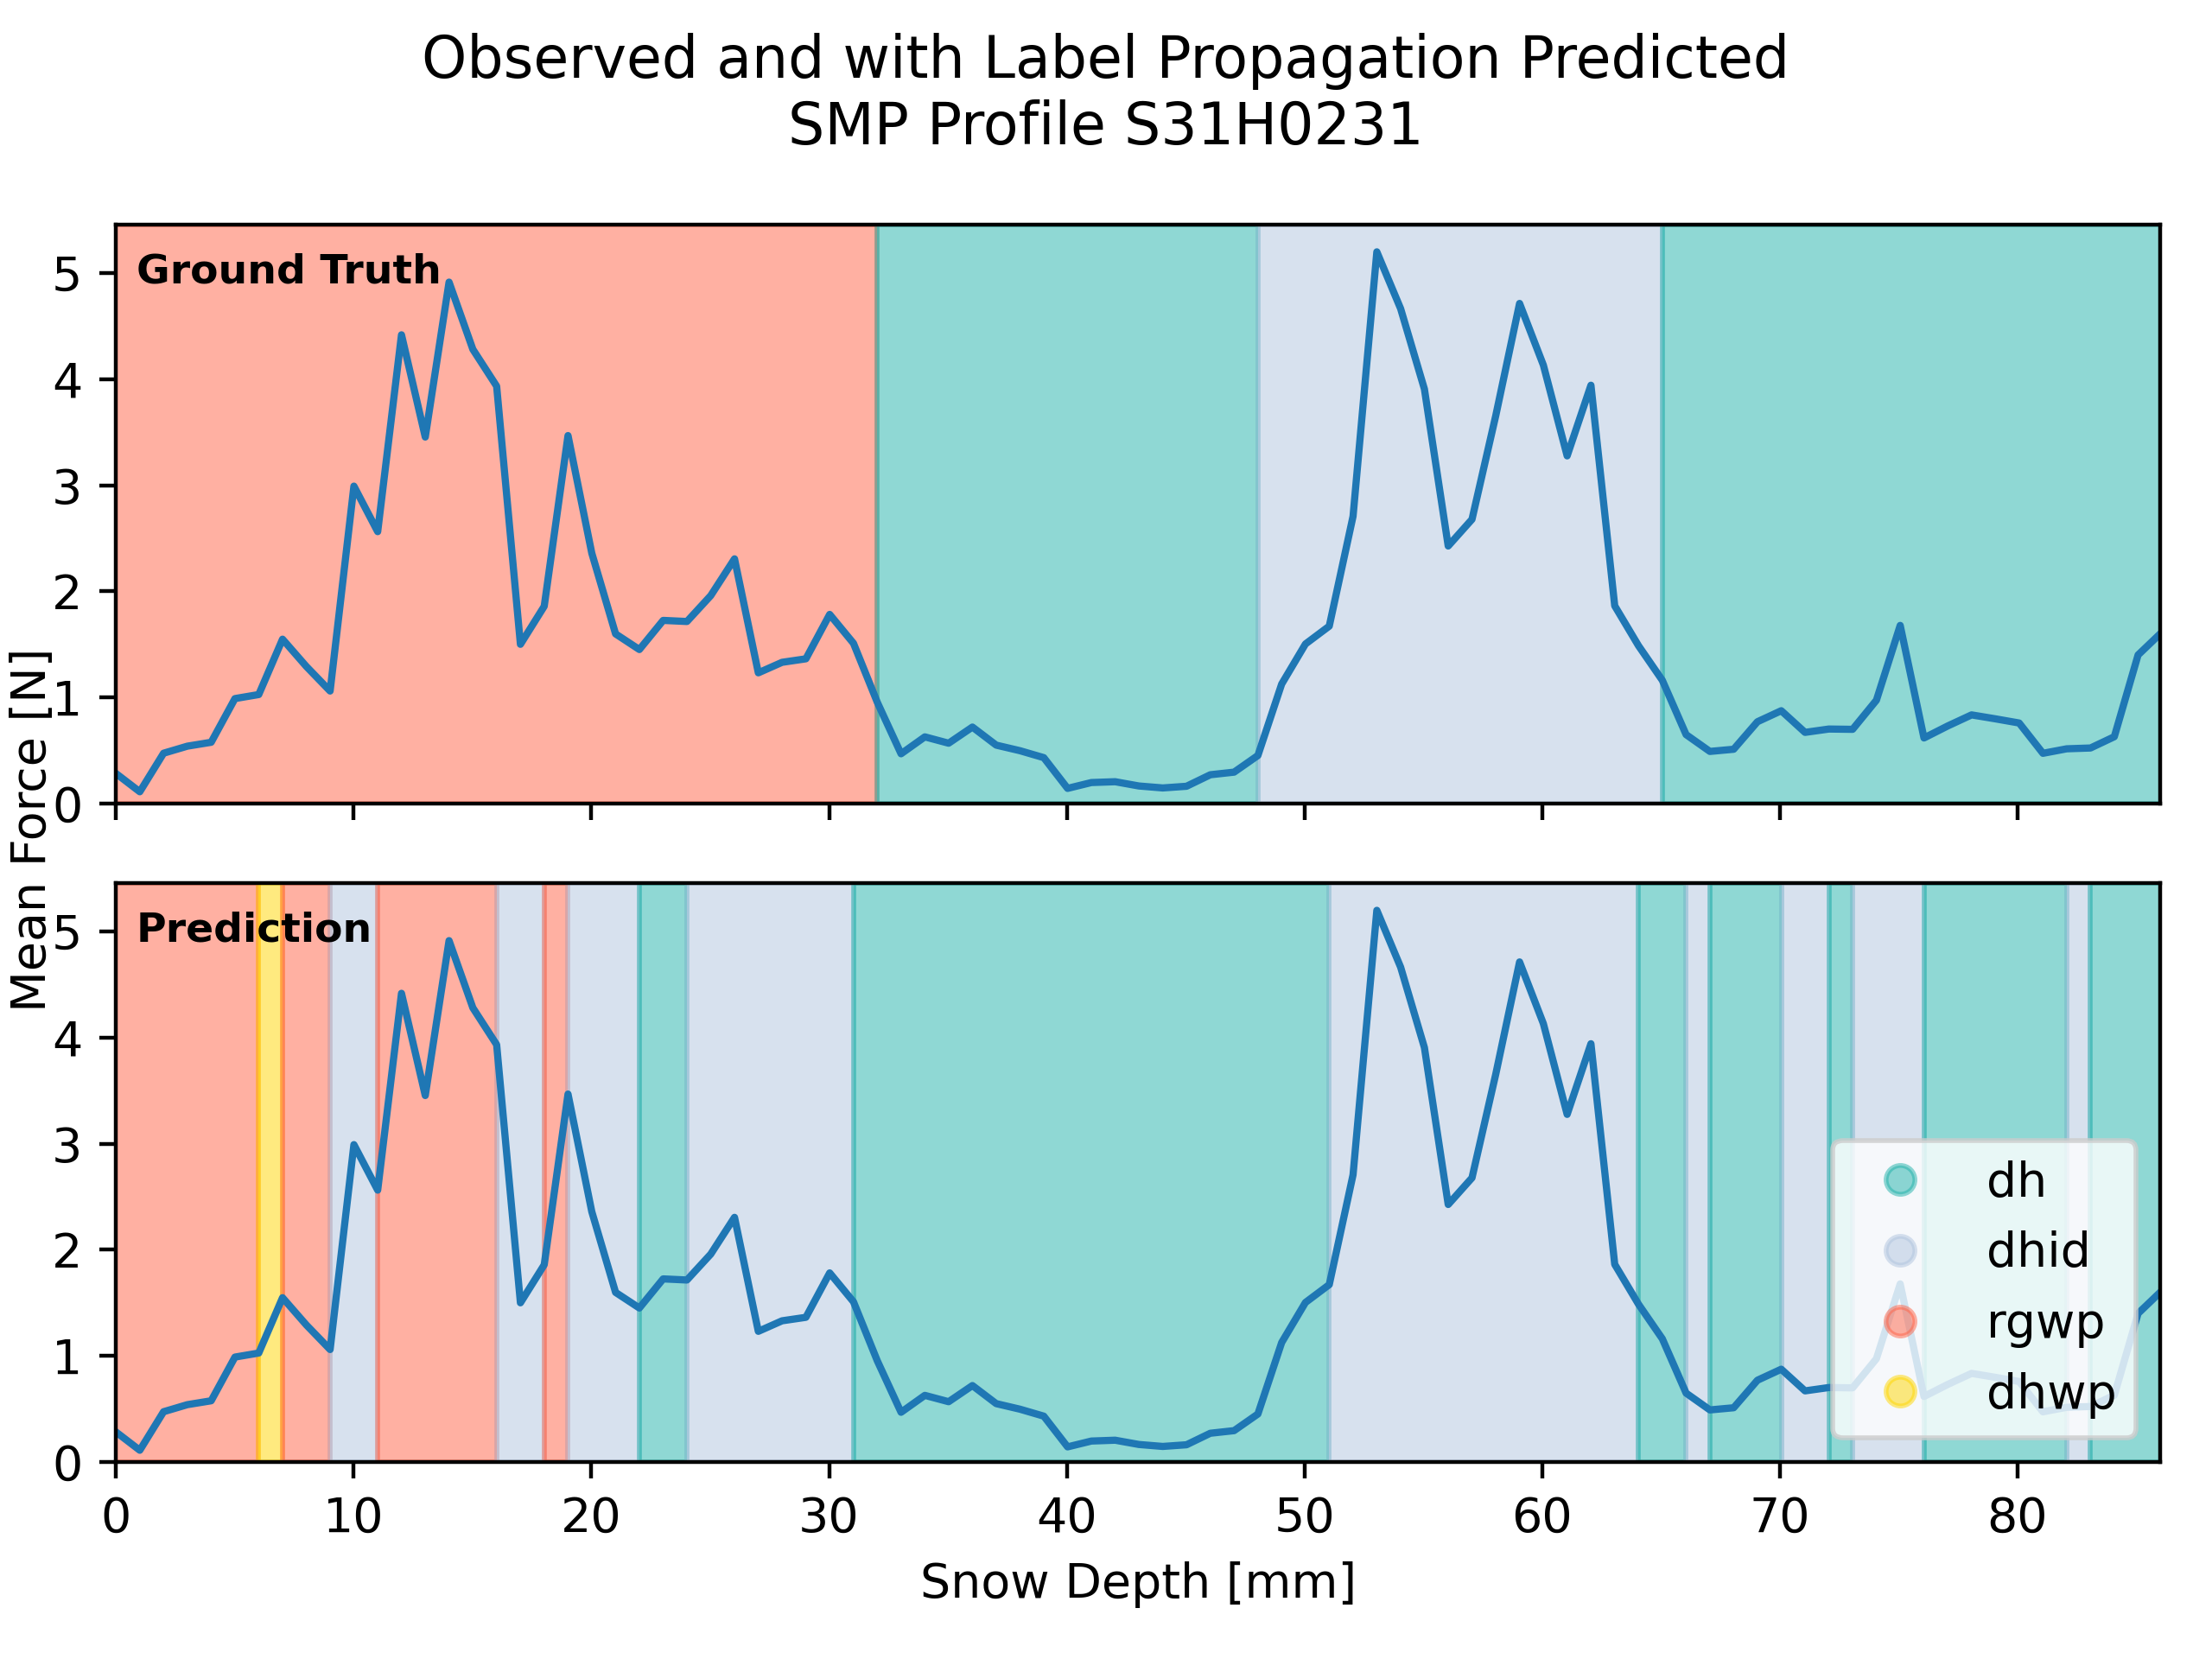 Observed and with Label Propagation Predicted
SMP Profile S31H0231
Ground Truth
5
4
3
2
1
0
Mean Force [N]
Prediction
5
4
3
2
1
0
dh
dhid
rgwp
dhwp
0 10 20 30 40 50 60 70 80
Snow Depth [mm]